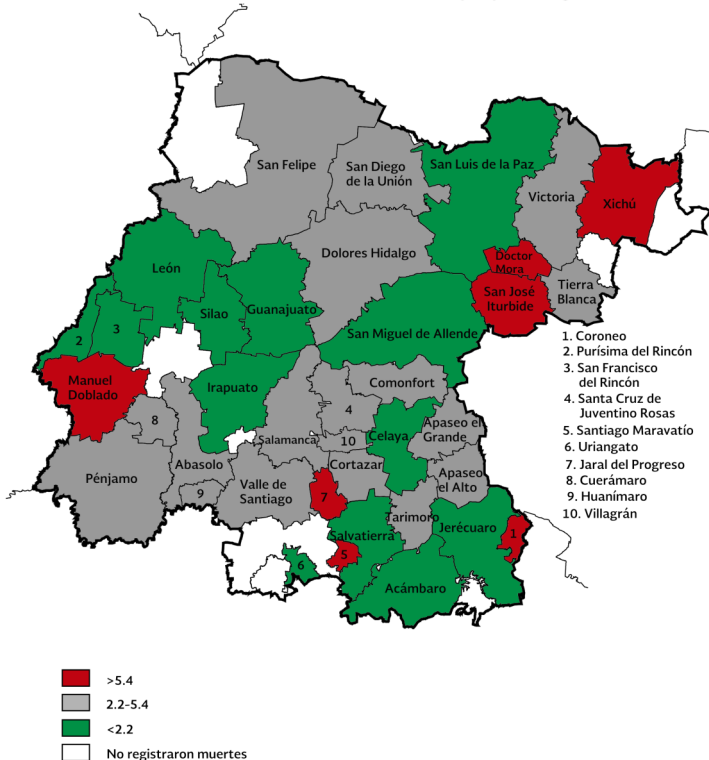 San Felipe
San Diego
de la Unión
San Luis de la Paz
Victoria
Xichú
Dolores Hidalgo
León
Doctor
Mora
Silao
Guanajuato
San José
Iturbide
Tierra
Blanca
San Miguel de Allende
2
3
Manuel
Doblado
Irapuato
Comonfort
8
4
Salamanca
10
Celaya
Apaseo el
Grande
Pénjamo
Abasolo
9
Valle de
Santiago
Cortazar
Apaseo
el Alto
7
Tarimoro
Jerécuaro
1
Salvatierra
5
6
Acámbaro
1. Coroneo
2. Purísima del Rincón
3. San Francisco
del Rincón
4. Santa Cruz de
Juventino Rosas
5. Santiago Maravatío
6. Uriangato
7. Jaral del Progreso
8. Cuerámaro
9. Huanímaro
10. Villagrán
>5.4
2.2-5.4
<2.2
No registraron muertes